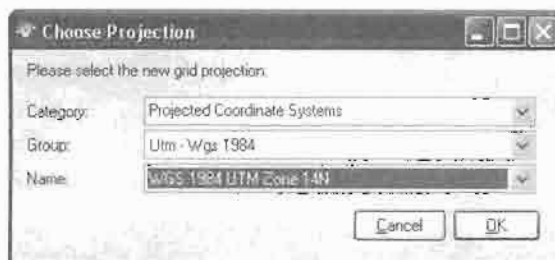 Choose Projection
Please select the new grid projection.
Category: Projected Coordinate Systems
Group: Utm - Wgs 1984
Name: WGS 1984 UTM Zone 14N
Cancel OK